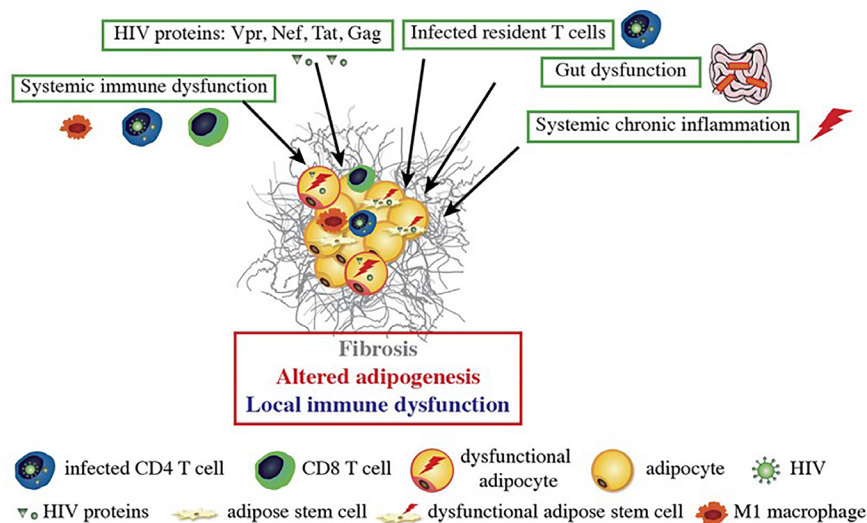 HIV proteins: Vpr, Nef, Tat, Gag
Infected resident T cells
Gut dysfunction
Systemic immune dysfunction
Systemic chronic inflammation
Fibrosis
Altered adipogenesis
Local immune dysfunction
infected CD4 T cell
CD8 T cell
dysfunctional
adipocyte
adipocyte
HIV
HIV proteins
adipose stem cell
dysfunctional adipose stem cell
M1 macrophage